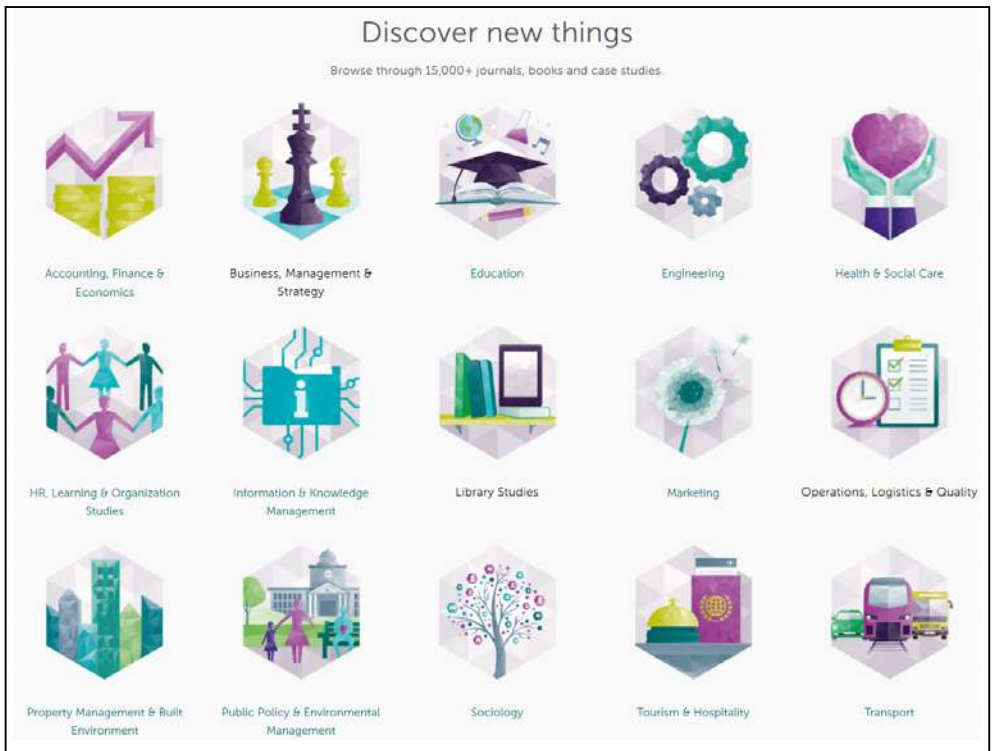 Discover new things
Browse through 15,000+ journals, books and case studies.
Accounting, Finance &
Economics
Business, Management &
Strategy
Education
Engineering
Health & Social Care
HR, Learning & Organization
Studies
Information & Knowledge
Management
Library Studies
Marketing
Operations, Logistics & Quality
Property Management & Built
Environment
Public Policy & Environmental
Management
Sociology
Tourism & Hospitality
Transport